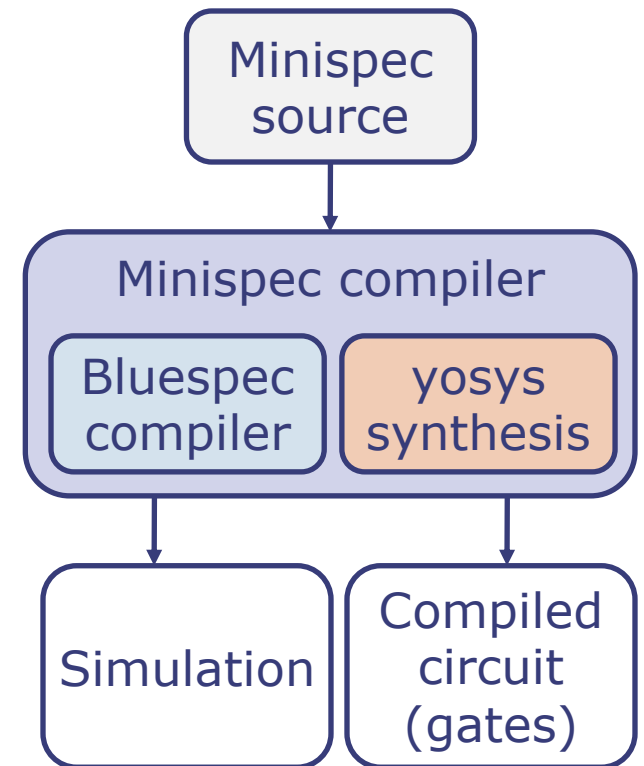 Minispec
source
Minispec compiler
Bluespec
compiler
yosys
synthesis
Simulation
Compiled
circuit
(gates)